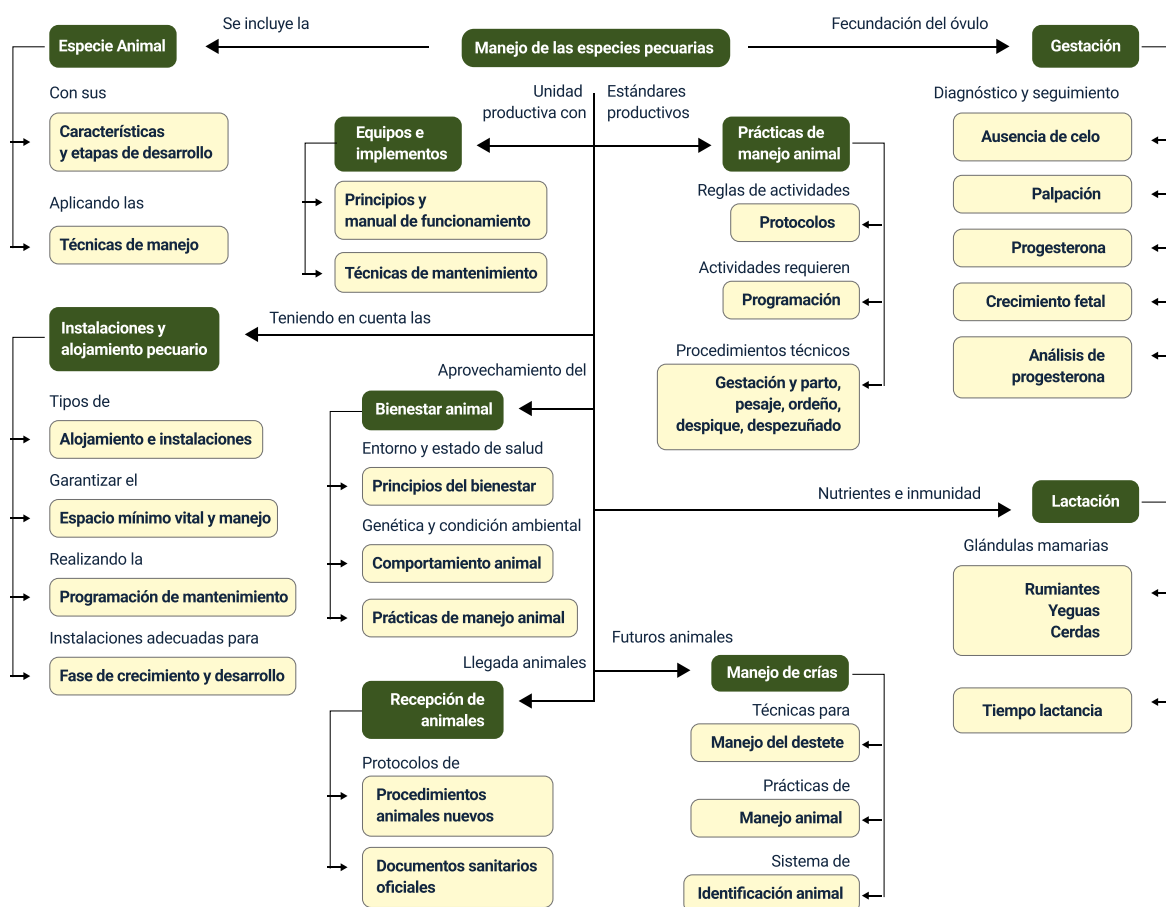 Manejo de las especies pecuarias
Se incluye la
Especie Animal
Con sus
Características
y etapas de desarrollo
Aplicando las
Técnicas de manejo
Unidad
productiva con
Equipos e
implementos
Principios y
manual de funcionamiento
Técnicas de mantenimiento
Estándares
productivos
Prácticas de
manejo animal
Reglas de actividades
Protocolos
Actividades requieren
Programación
Procedimientos técnicos
Gestación y parto,
pesaje, ordeño,
despique, despezuñado
Fecundación del óvulo
Gestación
Diagnóstico y seguimiento
Ausencia de celo
Palpación
Progesterona
Crecimiento fetal
Análisis de
progesterona
Teniendo en cuenta las
Instalaciones y
alojamiento pecuario
Tipos de
Alojamiento e instalaciones
Garantizar el
Espacio mínimo vital y manejo
Realizando la
Programación de mantenimiento
Instalaciones adecuadas para
Fase de crecimiento y desarrollo
Aprovechamiento del
Bienestar animal
Entorno y estado de salud
Principios del bienestar
Genética y condición ambiental
Comportamiento animal
Prácticas de manejo animal
Nutrientes e inmunidad
Lactación
Glándulas mamarias
Rumiantes
Yeguas
Cerdas
Tiempo lactancia
Llegada animales
Recepción de
animales
Protocolos de
Procedimientos
animales nuevos
Documentos sanitarios
oficiales
Futuros animales
Manejo de crías
Técnicas para
Manejo del destete
Prácticas de
Manejo animal
Sistema de
Identificación animal